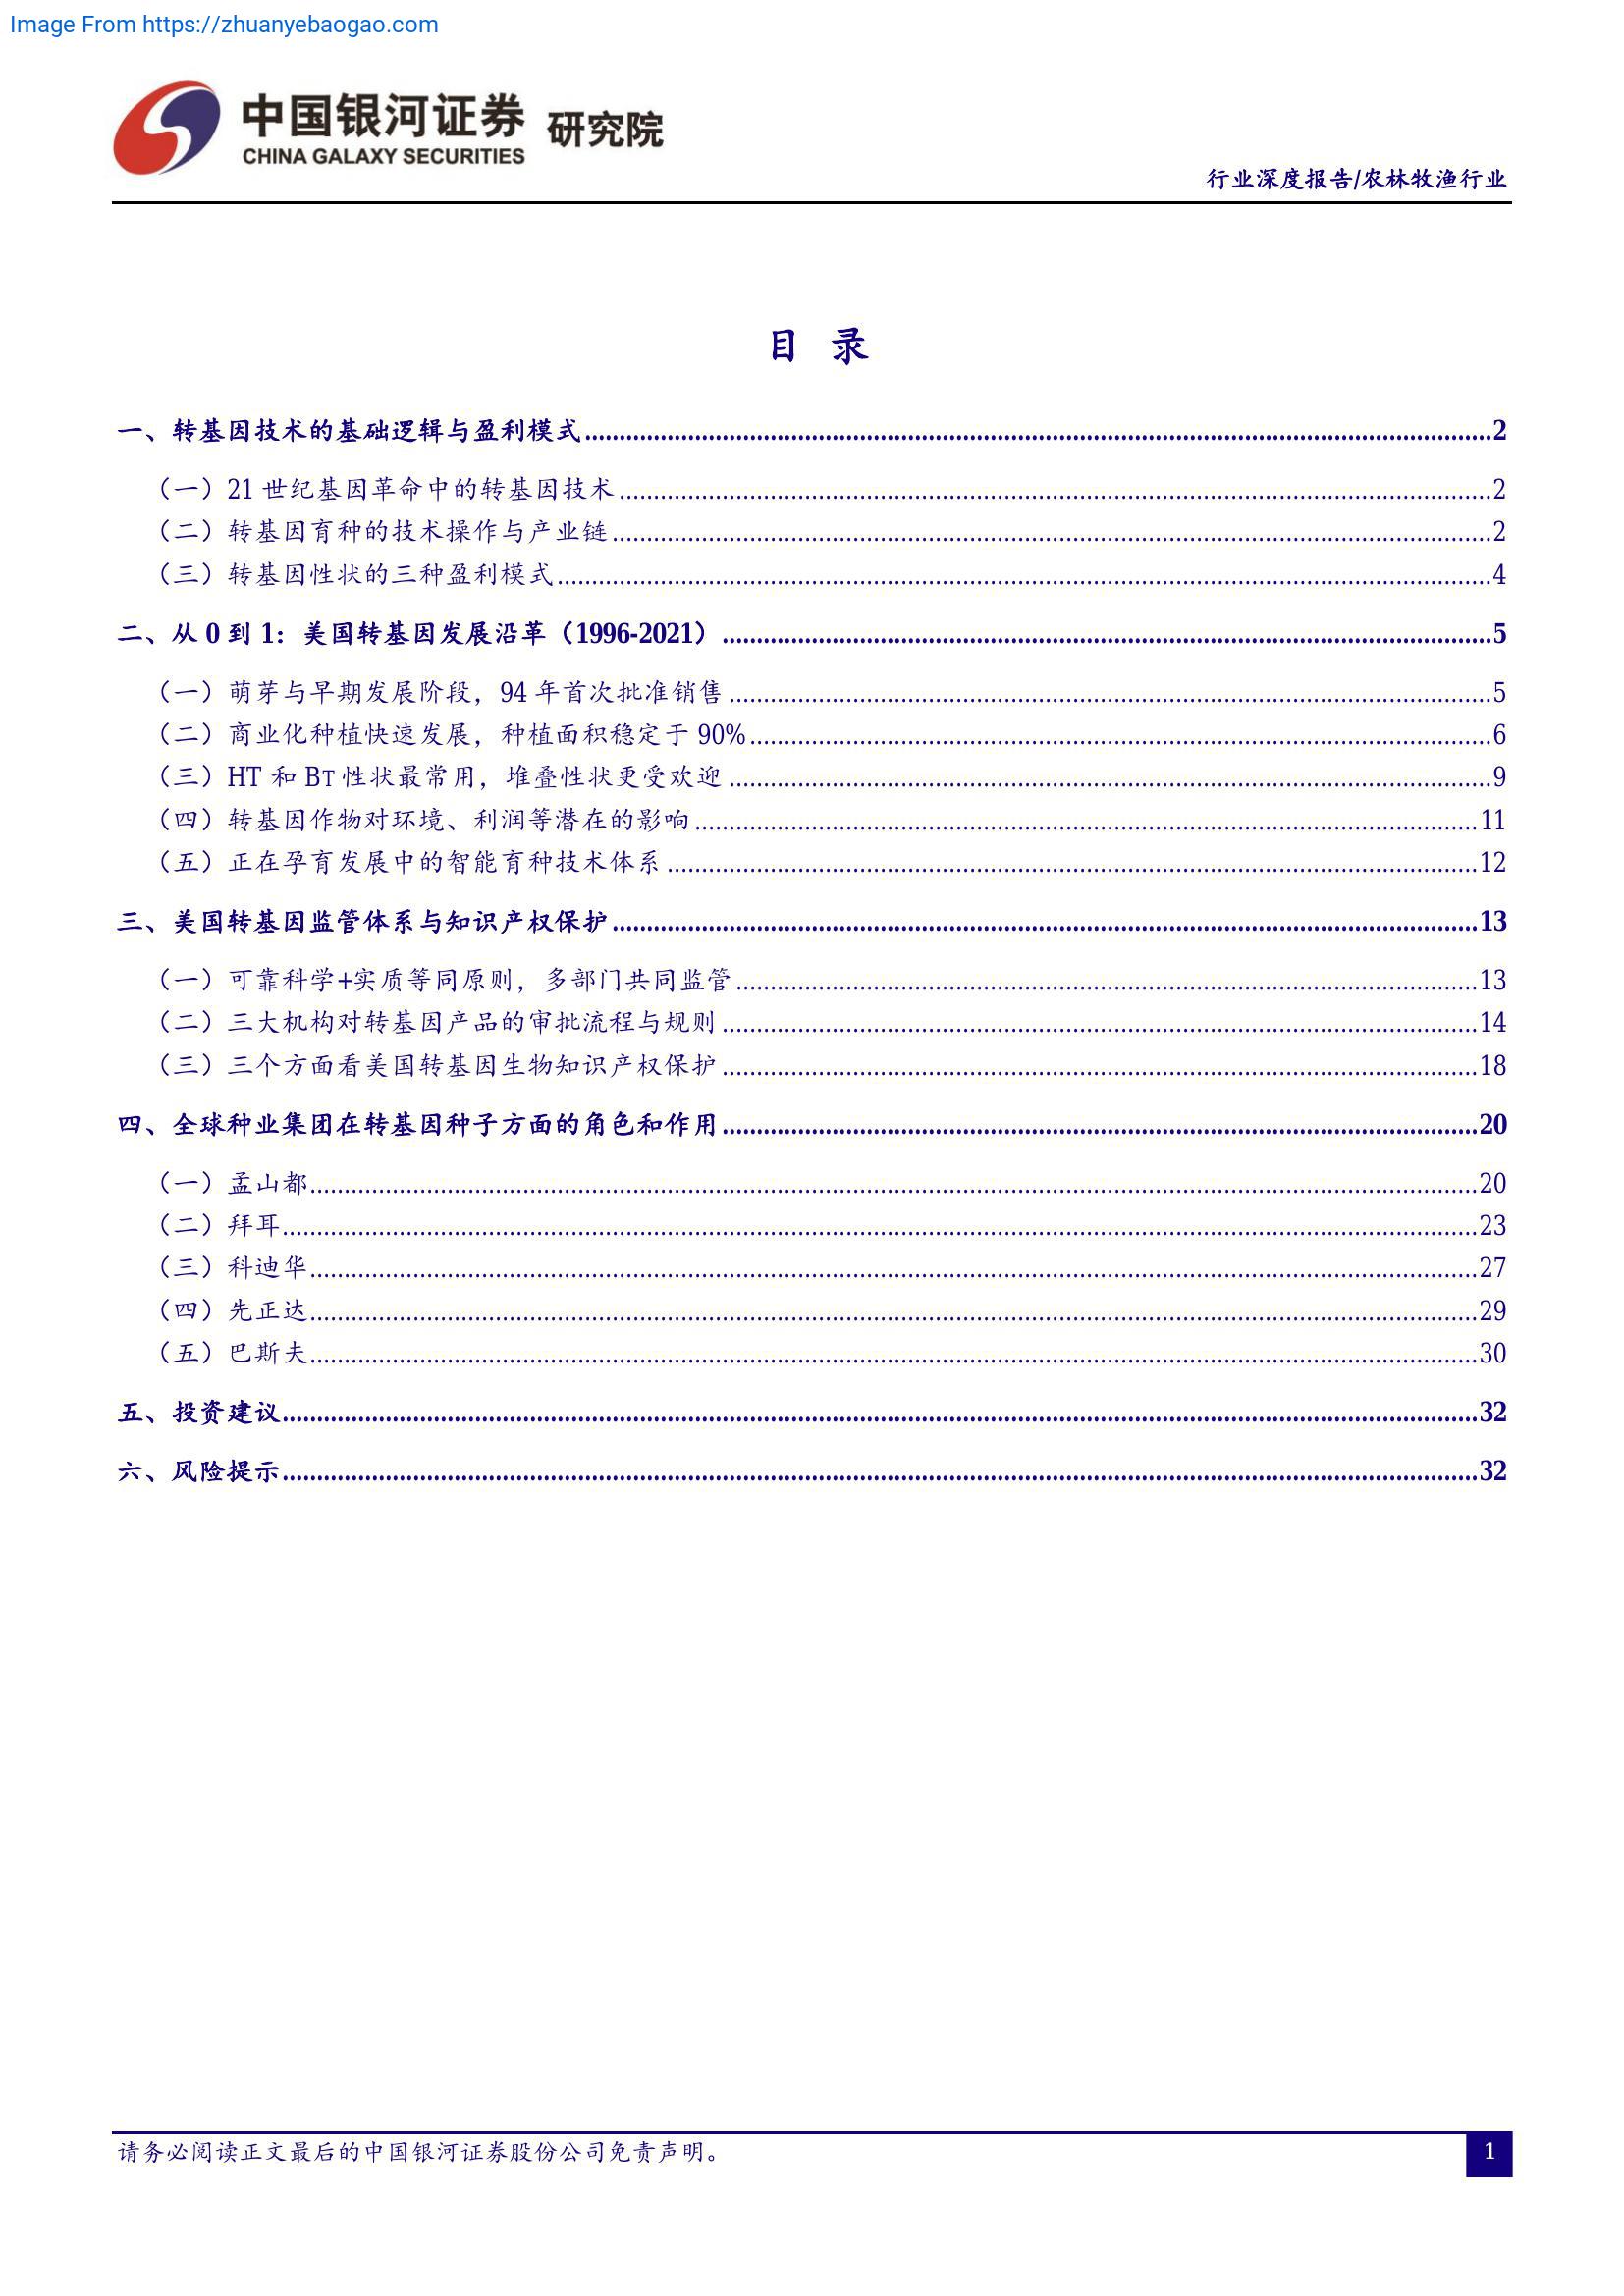 Image From https://zhuanyebaogao.com
中国银河证券 研究院
CHINA GALAXY SECURITIES
行业深度报告/农林牧渔行业
目 录
一、转基因技术的基础逻辑与盈利模式 2
（一）21 世纪基因革命中的转基因技术 2
（二）转基因育种的技术操作与产业链 2
（三）转基因性状的三种盈利模式 4
二、从 0 到 1：美国转基因发展沿革（1996-2021） 5
（一）萌芽与早期发展阶段，94 年首次批准销售 5
（二）商业化种植快速发展，种植面积稳定于 90% 6
（三）HT 和 BT 性状最常用，堆叠性状更受欢迎 9
（四）转基因作物对环境、利润等潜在的影响 11
（五）正在孕育发展中的智能育种技术体系 12
三、美国转基因监管体系与知识产权保护 13
（一）可靠科学+实质等同原则，多部门共同监管 13
（二）三大机构对转基因产品的审批流程与规则 14
（三）三个方面看美国转基因生物知识产权保护 18
四、全球种业集团在转基因种子方面的角色和作用 20
（一）孟山都 20
（二）拜耳 23
（三）科迪华 27
（四）先正达 29
（五）巴斯夫 30
五、投资建议 32
六、风险提示 32
请务必阅读正文最后的中国银河证券股份公司免责声明。 1